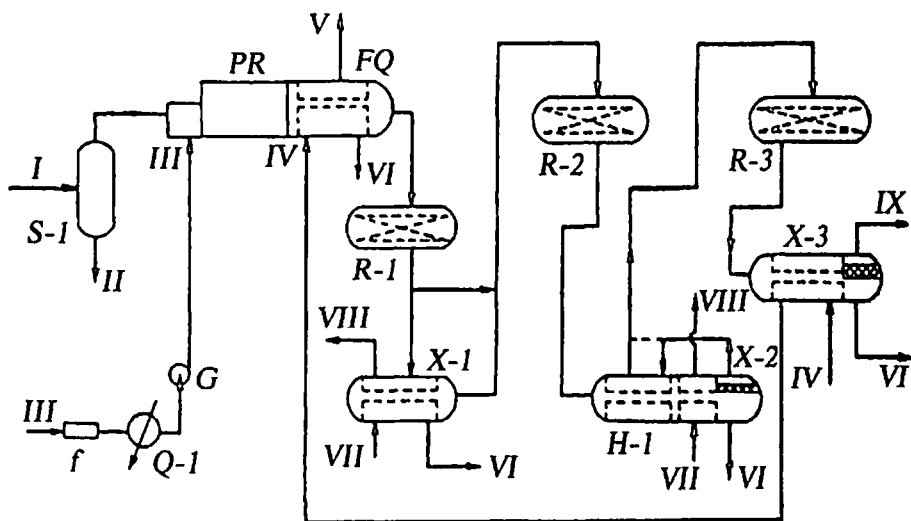 V
PR
FQ
III
IV
VI
I
S-1
II
R-1
R-2
R-3
IX
X-3
VIII
VIII
X-1
X-2
IV
VI
G
III
f
Q-1
VII
VI
H-1
VII
VI